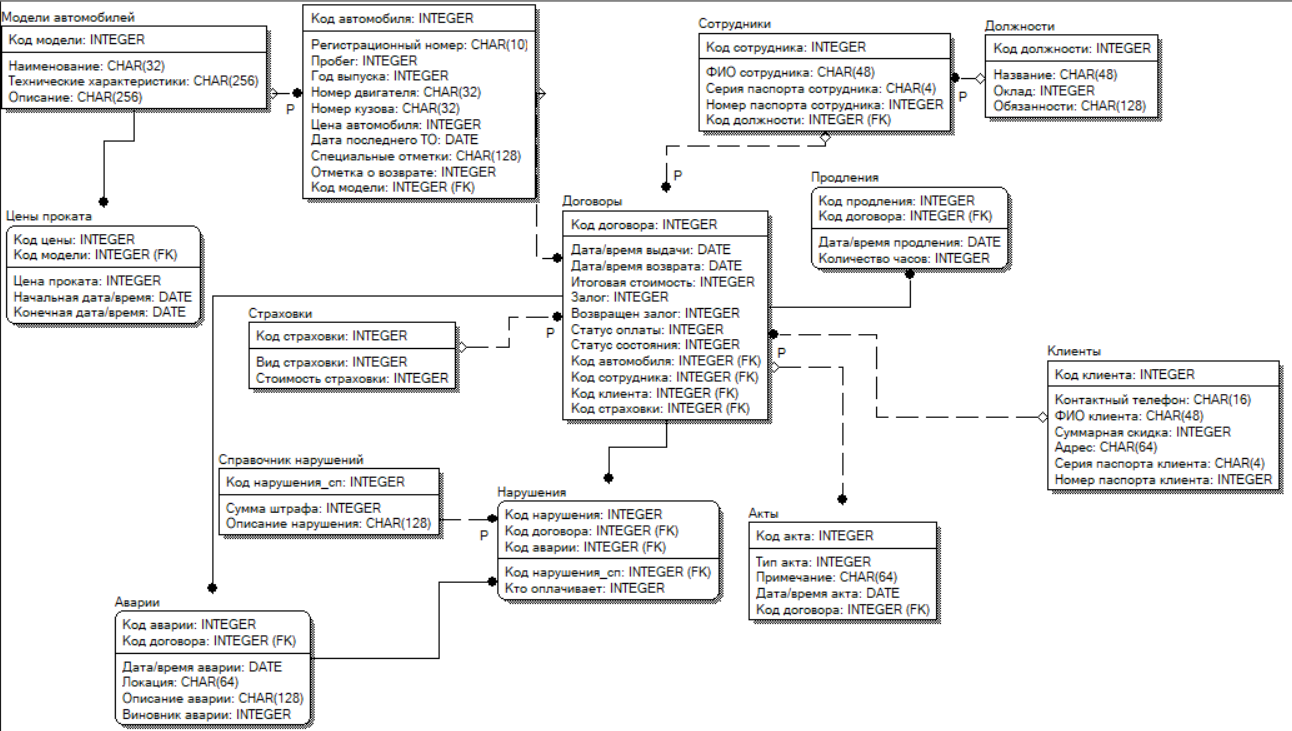 Модели автомобилей
Код модели: INTEGER
Наименование: CHAR(32)
Технические характеристики: CHAR(256)
Описание: CHAR(256)
P
Код автомобиля: INTEGER
Регистрационный номер: CHAR(10)
Пробег: INTEGER
Год выпуска: INTEGER
Номер двигателя: CHAR(32)
Номер кузова: CHAR(32)
Цена автомобиля: INTEGER
Дата последнего ТО: DATE
Специальные отметки: CHAR(128)
Отметка о возврате: INTEGER
Код модели: INTEGER (FK)
Сотрудники
Код сотрудника: INTEGER
ФИО сотрудника: CHAR(48)
Серия паспорта сотрудника: CHAR(4)
Номер паспорта сотрудника: INTEGER
Код должности: INTEGER (FK)
P
Должности
Код должности: INTEGER
Название: CHAR(48)
Оклад: INTEGER
Обязанности: CHAR(128)
P
Цены проката
Код цены: INTEGER
Код модели: INTEGER (FK)
Цена проката: INTEGER
Начальная дата/время: DATE
Конечная дата/время: DATE
Договоры
Код договора: INTEGER
Дата/время выдачи: DATE
Дата/время возврата: DATE
Итоговая стоимость: INTEGER
Залог: INTEGER
Возвращен залог: INTEGER
Статус оплаты: INTEGER
Статус состояния: INTEGER
Код автомобиля: INTEGER (FK)
Код сотрудника: INTEGER (FK)
Код клиента: INTEGER (FK)
Код страховки: INTEGER (FK)
Продления
Код продления: INTEGER
Код договора: INTEGER (FK)
Дата/время продления: DATE
Количество часов: INTEGER
Страховки
Код страховки: INTEGER
Вид страховки: INTEGER
Стоимость страховки: INTEGER
P
P
Клиенты
Код клиента: INTEGER
Контактный телефон: CHAR(16)
ФИО клиента: CHAR(48)
Суммарная скидка: INTEGER
Адрес: CHAR(64)
Серия паспорта клиента: CHAR(4)
Номер паспорта клиента: INTEGER
Справочник нарушений
Код нарушения_сп: INTEGER
Сумма штрафа: INTEGER
Описание нарушения: CHAR(128)
P
Нарушения
Код нарушения: INTEGER
Код договора: INTEGER (FK)
Код аварии: INTEGER (FK)
Код нарушения_сп: INTEGER (FK)
Кто оплачивает: INTEGER
Акты
Код акта: INTEGER
Тип акта: INTEGER
Примечание: CHAR(64)
Дата/время акта: DATE
Код договора: INTEGER (FK)
Аварии
Код аварии: INTEGER
Код договора: INTEGER (FK)
Дата/время аварии: DATE
Локация: CHAR(64)
Описание аварии: CHAR(128)
Виновник аварии: INTEGER